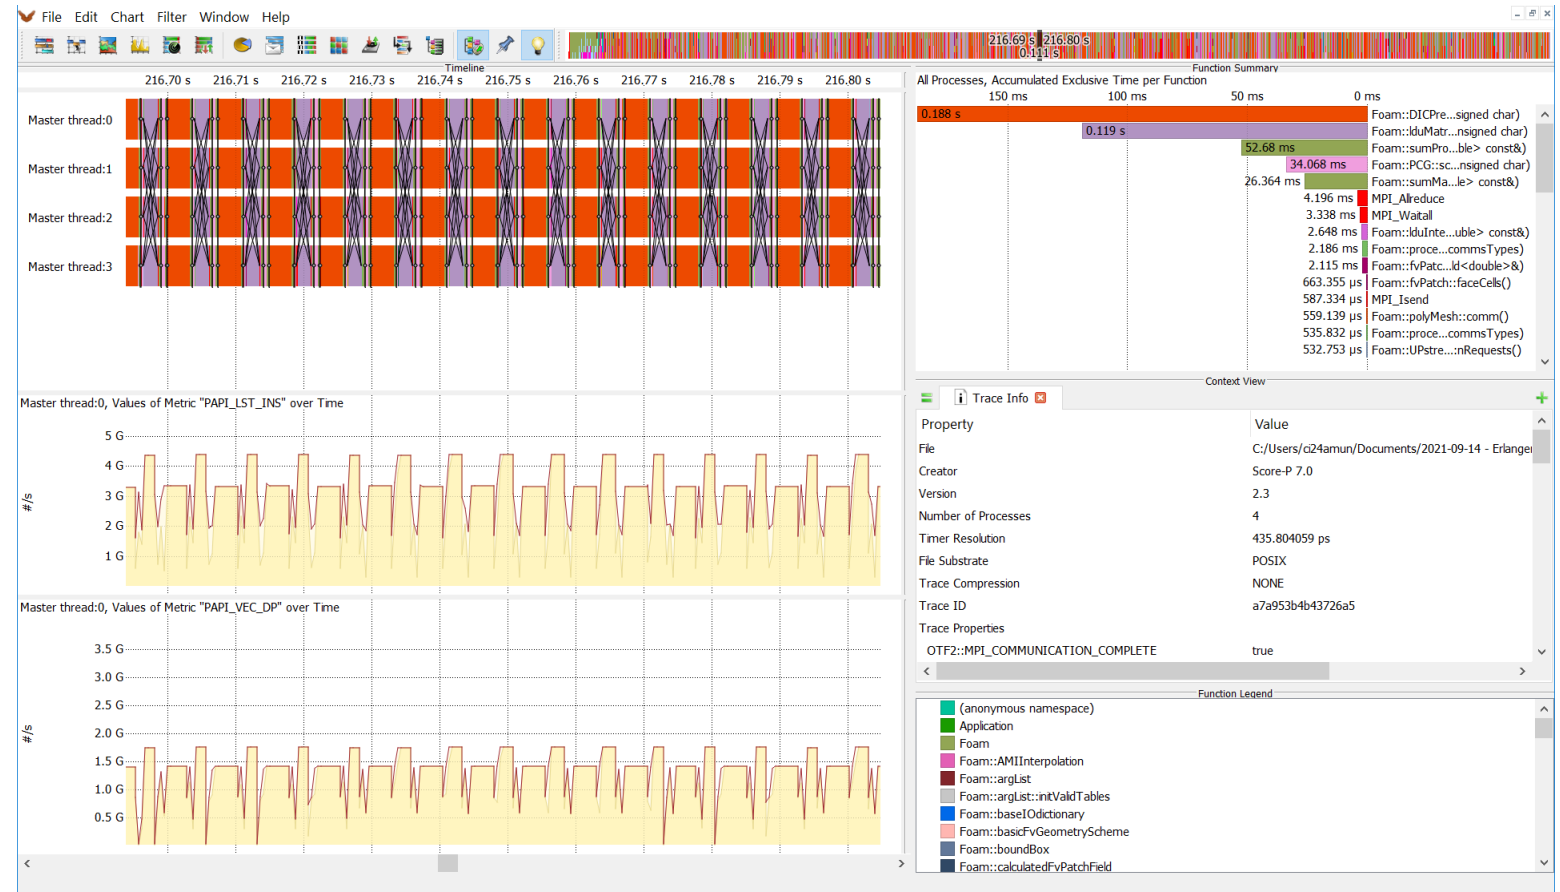 File Edit Chart Filter Window Help
216.69 s 216.80 s
0.111 s
Timeline
216.70 s 216.71 s 216.72 s 216.73 s 216.74 s 216.75 s 216.76 s 216.77 s 216.78 s 216.79 s 216.80 s
Master thread:0
Master thread:1
Master thread:2
Master thread:3
Master thread:0, Values of Metric "PAPI_LST_INS" over Time
5 G
4 G
3 G
2 G
1 G
#/s
Master thread:0, Values of Metric "PAPI_VEC_DP" over Time
3.5 G
3.0 G
2.5 G
2.0 G
1.5 G
1.0 G
0.5 G
#/s
Function Summary
All Processes, Accumulated Exclusive Time per Function
150 ms 100 ms 50 ms 0 ms
0.188 s Foam::DICPre...signed char)
0.119 s Foam::lduMatr...nsigned char)
52.68 ms Foam::sumPro...ble> const&)
34.068 ms Foam::PCG::sc...nsigned char)
26.364 ms Foam::sumMa...le> const&)
4.196 ms MPI_Allreduce
3.338 ms MPI_Waitall
2.648 ms Foam::lduInte...uble> const&)
2.186 ms Foam::proce...commsTypes)
2.115 ms Foam::fvPatc...ld<double>&)
663.355 µs Foam::fvPatch::faceCells()
587.334 µs MPI_Isend
559.139 µs Foam::polyMesh::comm()
535.832 µs Foam::proce...commsTypes)
532.753 µs Foam::UPstre...:nRequests()
Context View
Trace Info
Property Value
File C:/Users/ci24amun/Documents/2021-09-14 - Erlangen
Creator Score-P 7.0
Version 2.3
Number of Processes 4
Timer Resolution 435.804059 ps
File Substrate POSIX
Trace Compression NONE
Trace ID a7a953b4b43726a5
Trace Properties
OTF2::MPI_COMMUNICATION_COMPLETE true
Function Legend
(anonymous namespace)
Application
Foam
Foam::AMIInterpolation
Foam::argList
Foam::argList::initValidTables
Foam::baseIOdictionary
Foam::basicFvGeometryScheme
Foam::boundBox
Foam::calculatedFvPatchField